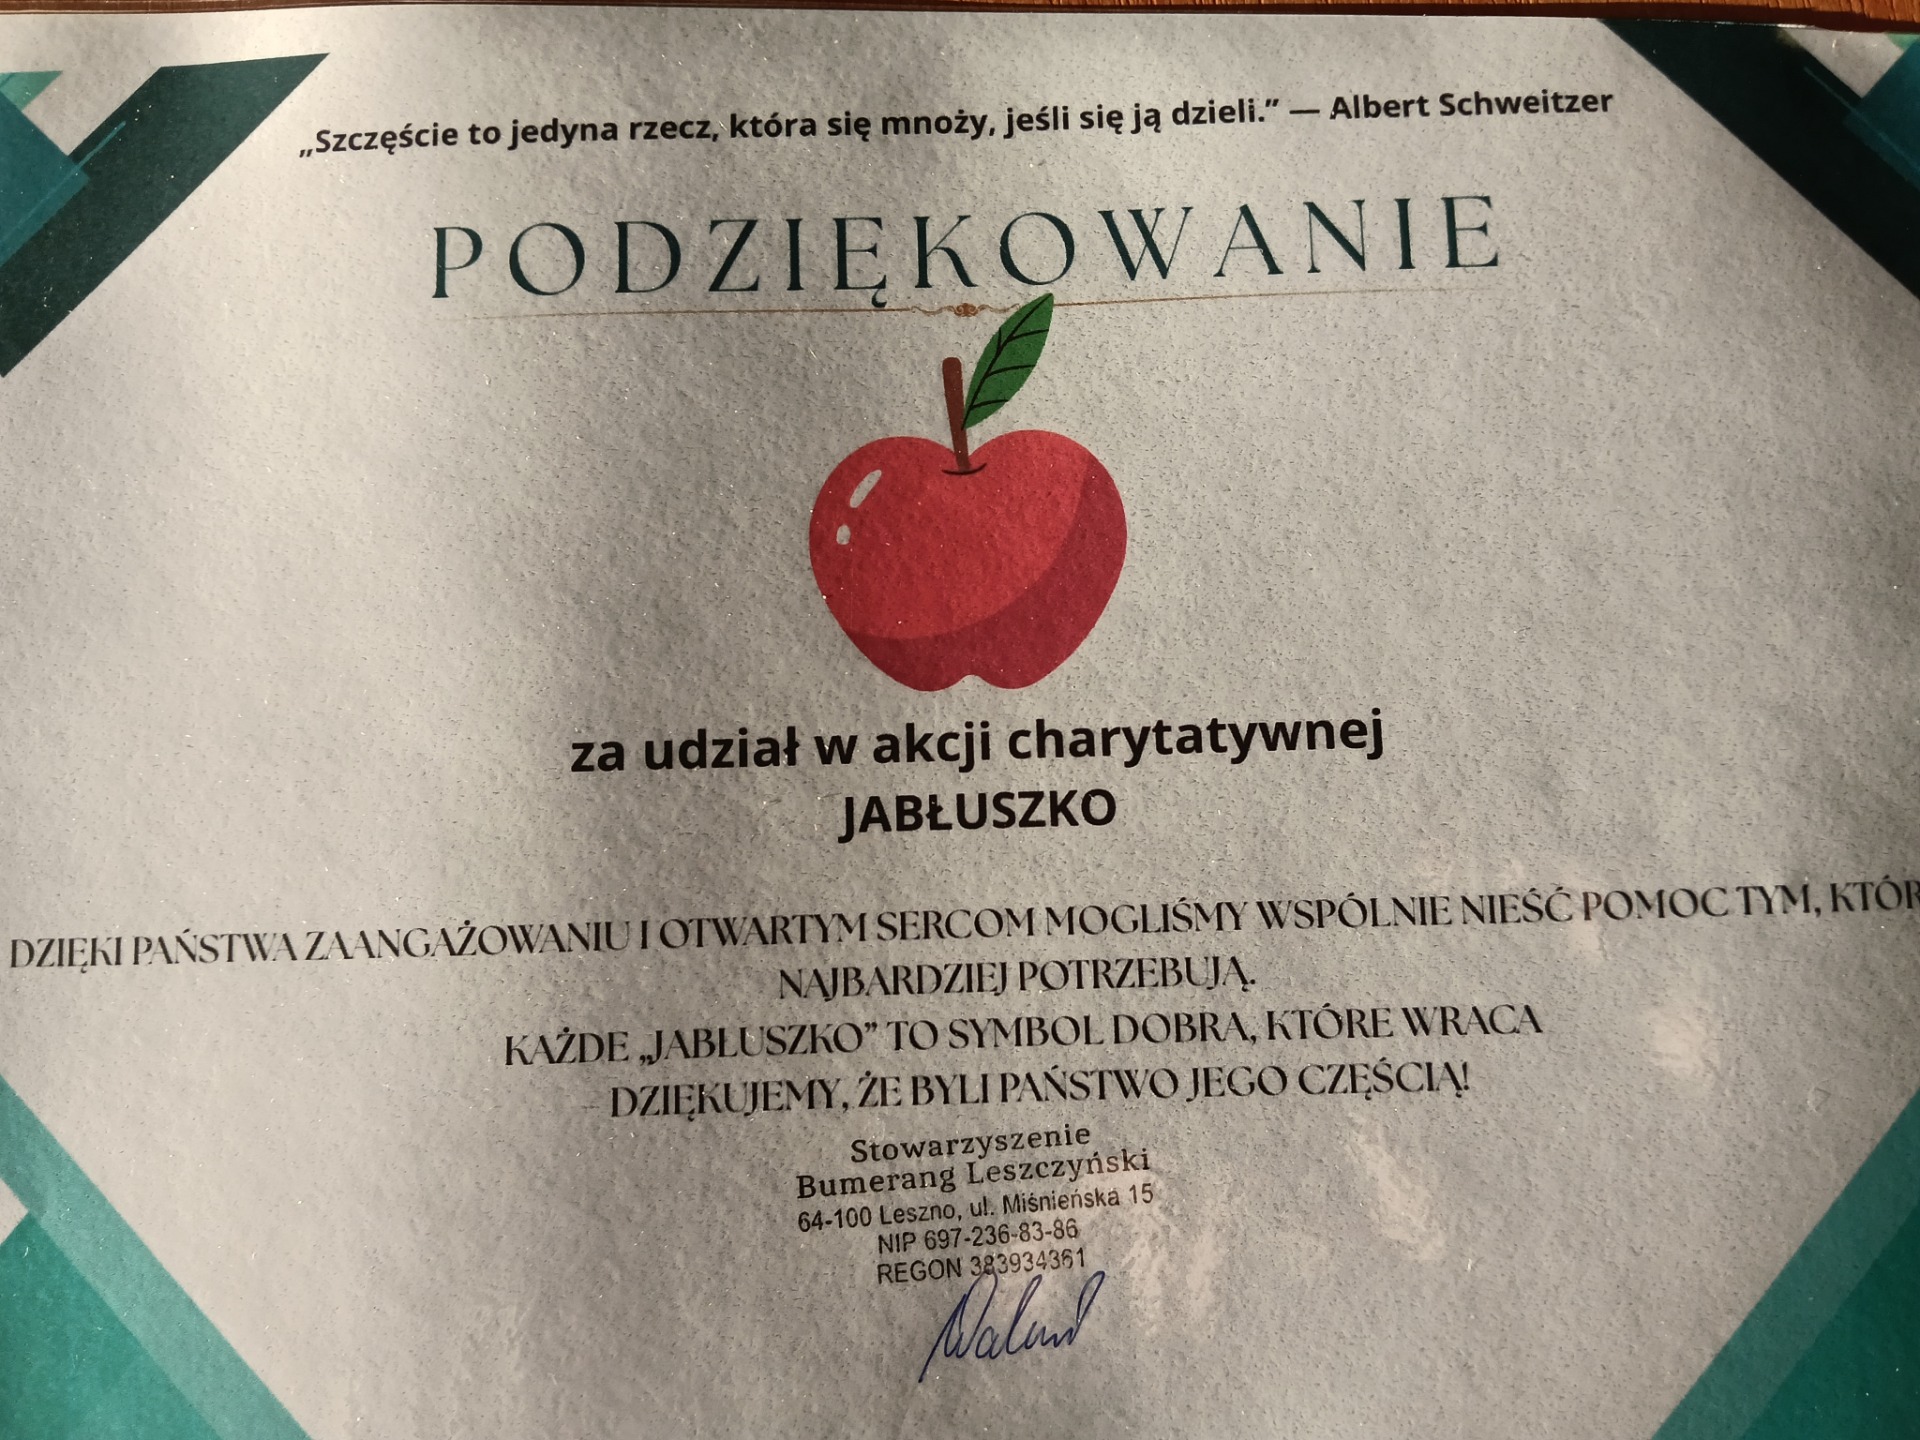 „Szczęście to jedyna rzecz, która się mnoży, jeśli się ją dzieli.” — Albert Schweitzer
PODZIĘKOWANIE
za udział w akcji charytatywnej
JABŁUSZKO
DZIĘKI PAŃSTWA ZAANGAŻOWANIU I OTWARTYM SERCOM MOGLIŚMY WSPÓLNIE NIEŚĆ POMOC TYM, KTÓR
NAJBARDZIEJ POTRZEBUJĄ.
KAŻDE „JABŁUSZKO” TO SYMBOL DOBRA, KTÓRE WRACA
DZIĘKUJEMY, ŻE BYLI PAŃSTWO JEGO CZĘŚCIĄ!
Stowarzyszenie
Bumerang Leszczyński
64-100 Leszno, ul. Miśnieńska 15
NIP 697-236-83-86
REGON 383934361